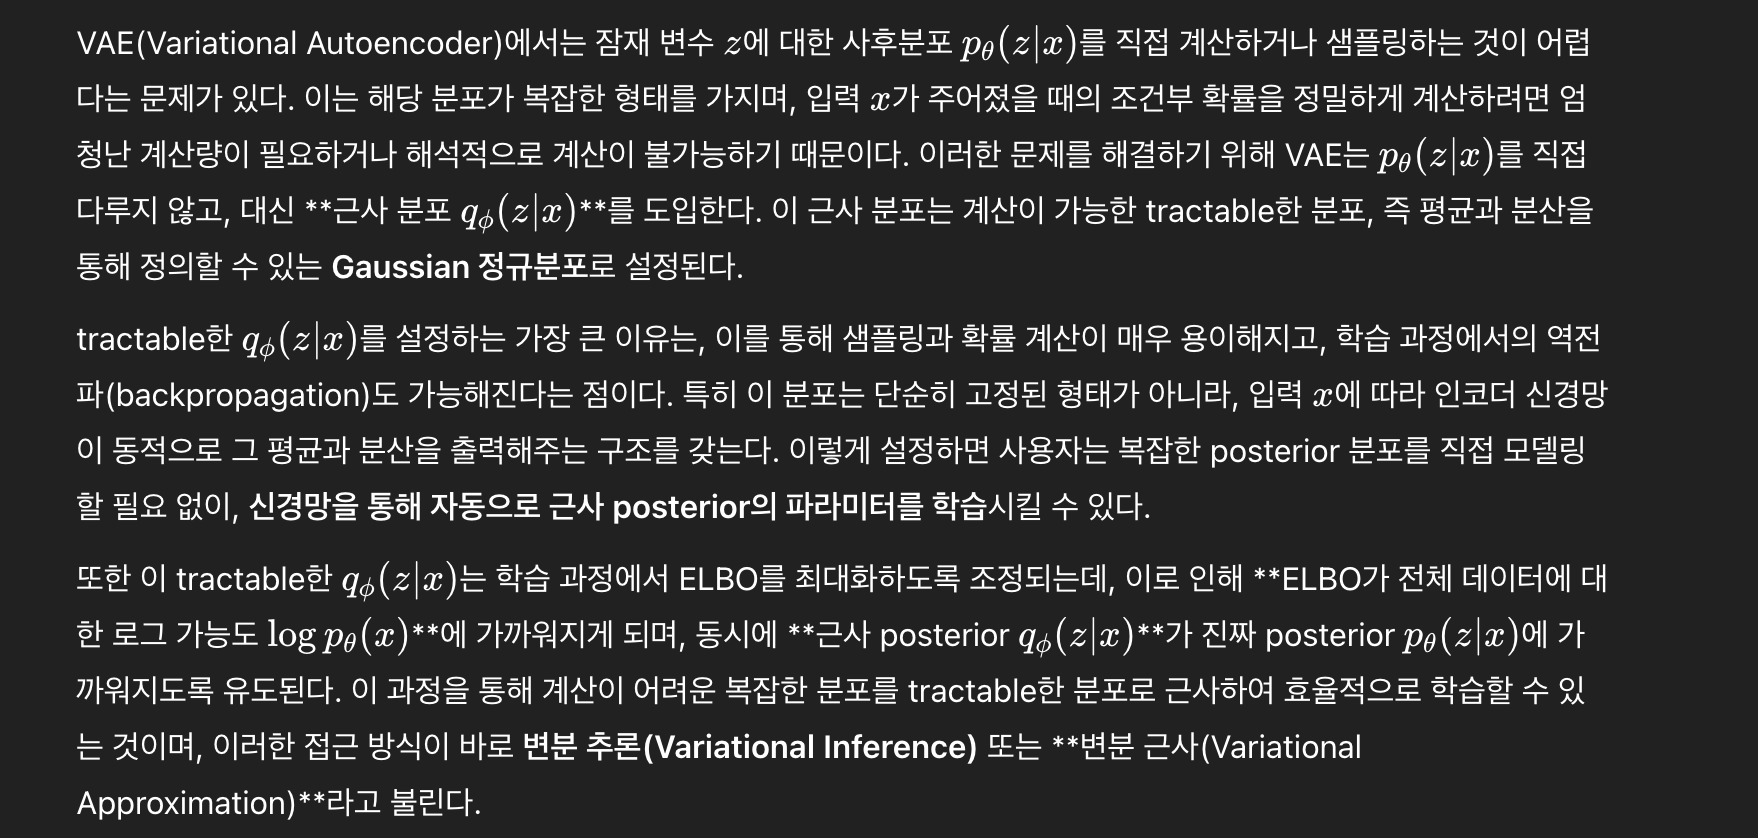 VAE(Variational Autoencoder)에서는 잠재 변수 z에 대한 사후분포 pθ(z|x)를 직접 계산하거나 샘플링하는 것이 어렵
다는 문제가 있다. 이는 해당 분포가 복잡한 형태를 가지며, 입력 x가 주어졌을 때의 조건부 확률을 정밀하게 계산하려면 엄
청난 계산량이 필요하거나 해석적으로 계산이 불가능하기 때문이다. 이러한 문제를 해결하기 위해 VAE는 pθ(z|x)를 직접
다루지 않고, 대신 **근사 분포 qϕ(z|x)**를 도입한다. 이 근사 분포는 계산이 가능한 tractable한 분포, 즉 평균과 분산을
통해 정의할 수 있는 Gaussian 정규분포로 설정된다.
tractable한 qϕ(z|x)를 설정하는 가장 큰 이유는, 이를 통해 샘플링과 확률 계산이 매우 용이해지고, 학습 과정에서의 역전
파(backpropagation)도 가능해진다는 점이다. 특히 이 분포는 단순히 고정된 형태가 아니라, 입력 x에 따라 인코더 신경망
이 동적으로 그 평균과 분산을 출력해주는 구조를 갖는다. 이렇게 설정하면 사용자는 복잡한 posterior 분포를 직접 모델링
할 필요 없이, 신경망을 통해 자동으로 근사 posterior의 파라미터를 학습시킬 수 있다.
또한 이 tractable한 qϕ(z|x)는 학습 과정에서 ELBO를 최대화하도록 조정되는데, 이로 인해 **ELBO가 전체 데이터에 대
한 로그 가능도 log pθ(x)**에 가까워지게 되며, 동시에 **근사 posterior qϕ(z|x)**가 진짜 posterior pθ(z|x)에 가
까워지도록 유도된다. 이 과정을 통해 계산이 어려운 복잡한 분포를 tractable한 분포로 근사하여 효율적으로 학습할 수 있
는 것이며, 이러한 접근 방식이 바로 변분 추론(Variational Inference) 또는 **변분 근사(Variational
Approximation)**라고 불린다.